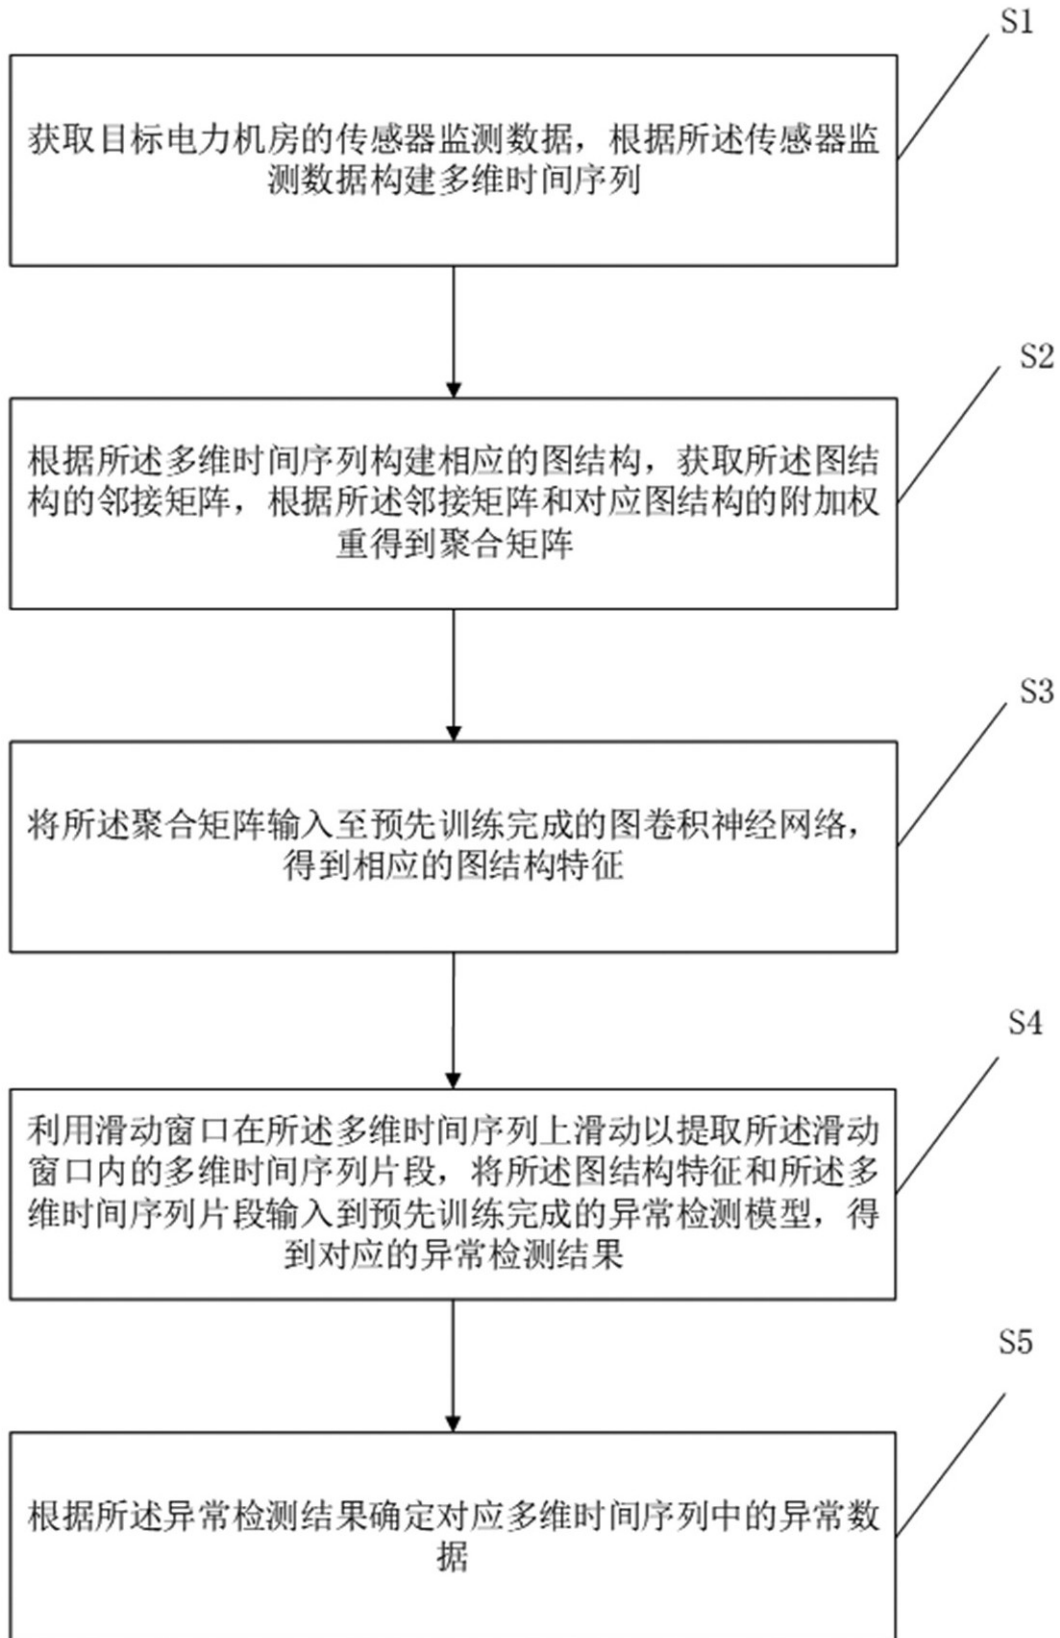 S1
获取目标电力机房的传感器监测数据，根据所述传感器监
测数据构建多维时间序列
S2
根据所述多维时间序列构建相应的图结构，获取所述图结
构的邻接矩阵，根据所述邻接矩阵和对应图结构的附加权
重得到聚合矩阵
S3
将所述聚合矩阵输入至预先训练完成的图卷积神经网络，
得到相应的图结构特征
S4
利用滑动窗口在所述多维时间序列上滑动以提取所述滑动
窗口内的多维时间序列片段，将所述图结构特征和所述多
维时间序列片段输入到预先训练完成的异常检测模型，得
到对应的异常检测结果
S5
根据所述异常检测结果确定对应多维时间序列中的异常数
据